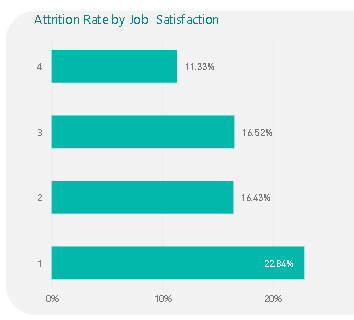 Attrition Rate by Job Satisfaction
4 11.33%
3 16.52%
2 16.43%
1 22.84%
0% 10% 20%